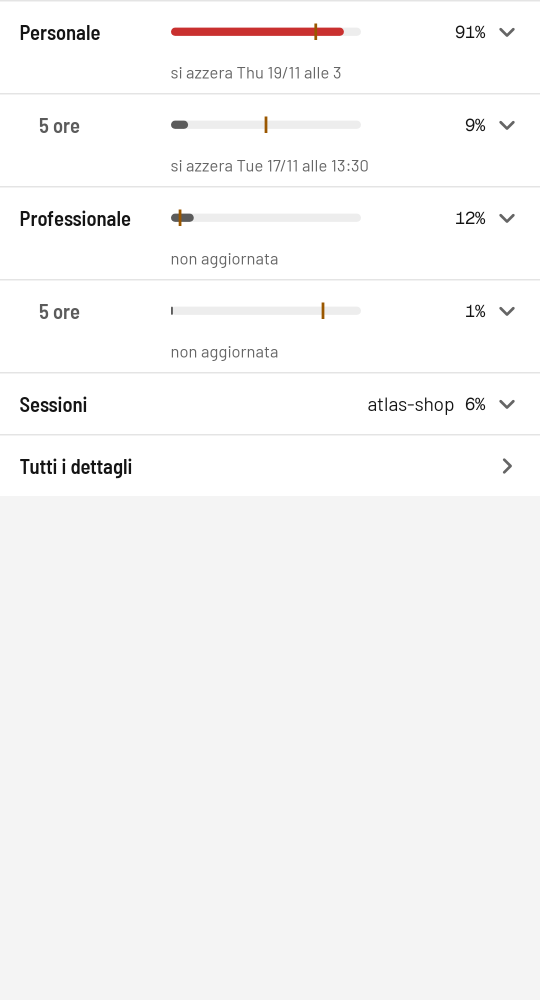 Personale 91%
si azzera Thu 19/11 alle 3
5 ore 9%
si azzera Tue 17/11 alle 13:30
Professionale 12%
non aggiornata
5 ore 1%
non aggiornata
Sessioni atlas-shop 6%
Tutti i dettagli